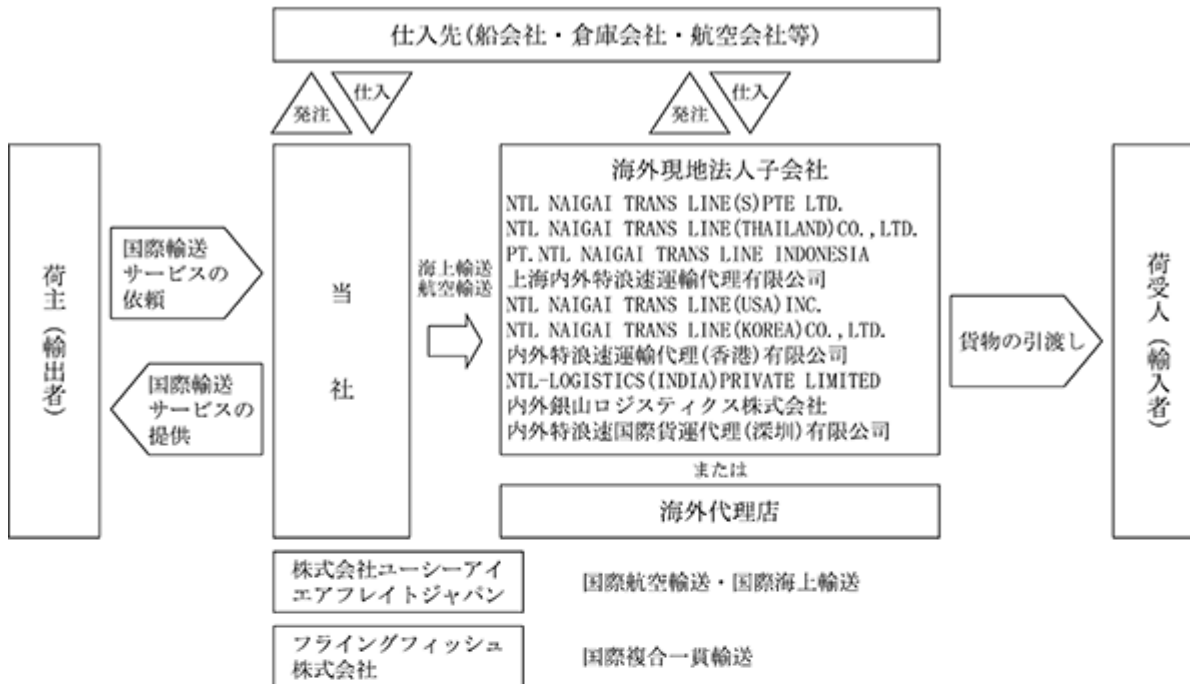 仕入先(船会社・倉庫会社・航空会社等)
発注
仕入
発注
仕入
荷主(輸出者)
国際輸送
サービスの
依頼
国際輸送
サービスの
提供
当社
海上輸送
航空輸送
海外現地法人子会社
NTL NAIGAI TRANS LINE(S)PTE LTD.
NTL NAIGAI TRANS LINE(THAILAND)CO.,LTD.
PT.NTL NAIGAI TRANS LINE INDONESIA
上海内外特浪速運輸代理有限公司
NTL NAIGAI TRANS LINE(USA)INC.
NTL NAIGAI TRANS LINE(KOREA)CO.,LTD.
内外特浪速運輸代理(香港)有限公司
NTL-LOGISTICS(INDIA)PRIVATE LIMITED
内外銀山ロジスティクス株式会社
内外特浪速国際貨運代理(深圳)有限公司
または
海外代理店
貨物の引渡し
荷受人(輸入者)
株式会社ユーシーアイ
エアフレイトジャパン
国際航空輸送・国際海上輸送
フライングフィッシュ
株式会社
国際複合一貫輸送